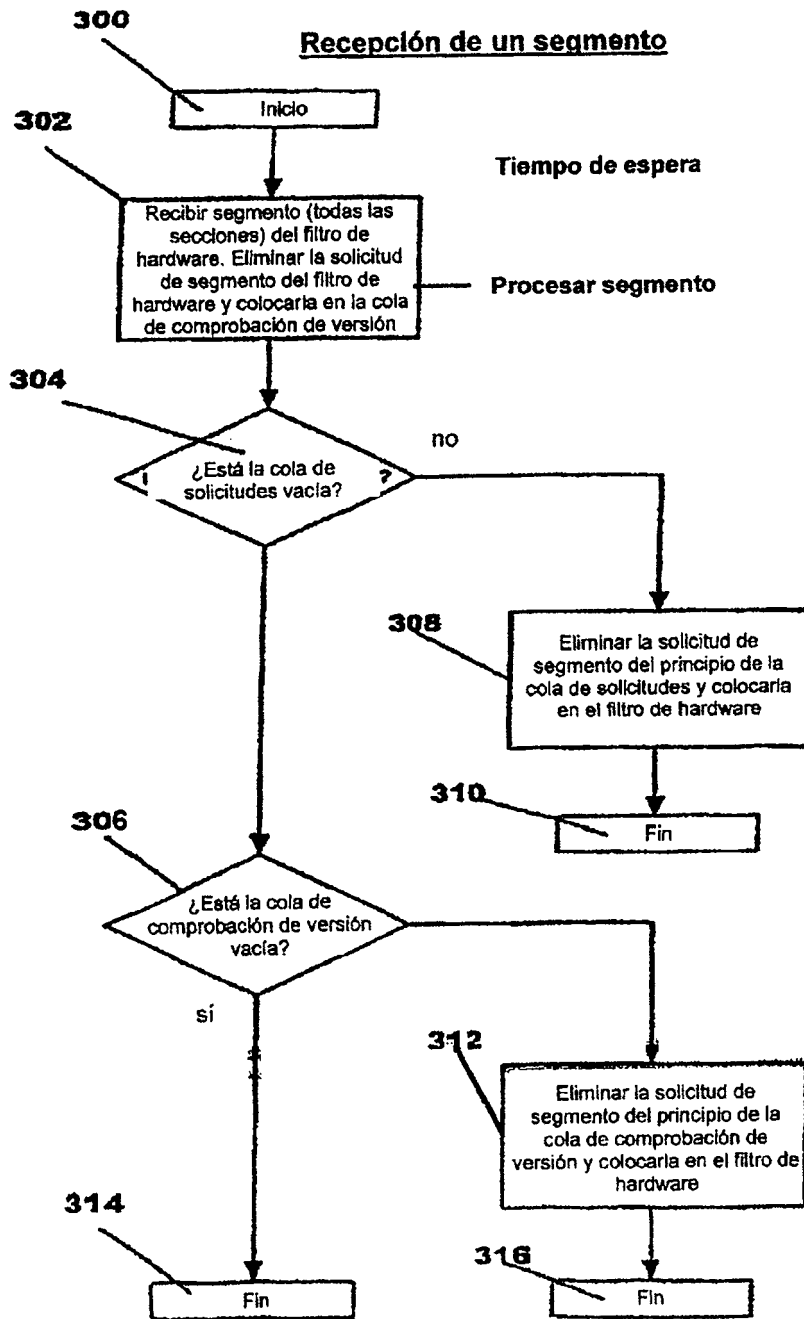 300
Recepción de un segmento
Inicio
302
Tiempo de espera
Recibir segmento (todas las
secciones) del filtro de
hardware. Eliminar la solicitud
de segmento del filtro de
hardware y colocarla en la cola
de comprobación de versión
Procesar segmento
304
no
¿Está la cola de
solicitudes vacía?
?
308
Eliminar la solicitud de
segmento del principio de la
cola de solicitudes y colocarla
en el filtro de hardware
310
Fin
306
¿Está la cola de
comprobación de versión
vacía?
sí
312
Eliminar la solicitud de
segmento del principio de la
cola de comprobación de
versión y colocarla en el filtro de
hardware
314
316
Fin
Fin